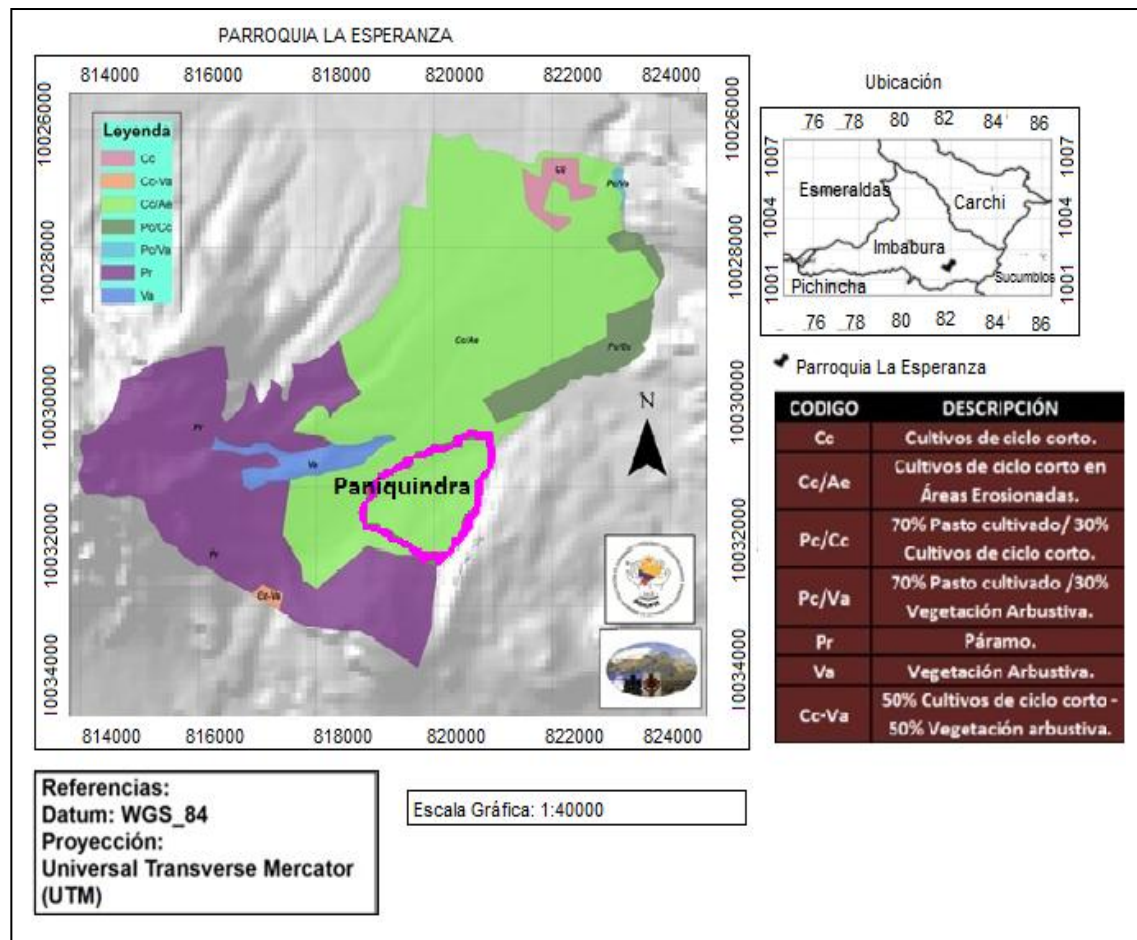 PARROQUIA LA ESPERANZA
814000 816000 818000 820000 822000 824000
10026000
10028000
10030000
10032000
10034000
Leyenda
Cc
Cc-Va
Cc/Ae
Pc/Cc
Pc/Va
Pr
Va
Pc/Va
Cc/Ae
Pc/Cc
Pr
Va
Paniquindra
Pr
Cc-Va
N
10026000
10028000
10030000
10032000
10034000
814000 816000 818000 820000 822000 824000
Ubicación
76 78 80 82 84 86
1007
1004
1001
Esmeraldas
Carchi
Imbabura
Pichincha
Sucumbios
1007
1004
1001
76 78 80 82 84 86
Parroquia La Esperanza
CODIGO DESCRIPCIÓN
Cc Cultivos de ciclo corto.
Cc/Ae Cultivos de ciclo corto en
Áreas Erosionadas.
Pc/Cc 70% Pasto cultivado/ 30%
Cultivos de ciclo corto.
Pc/Va 70% Pasto cultivado /30%
Vegetación Arbustiva.
Pr Páramo.
Va Vegetación Arbustiva.
Cc-Va 50% Cultivos de ciclo corto -
50% Vegetación arbustiva.
Referencias:
Datum: WGS_84
Proyección:
Universal Transverse Mercator
(UTM)
Escala Gráfica: 1:40000